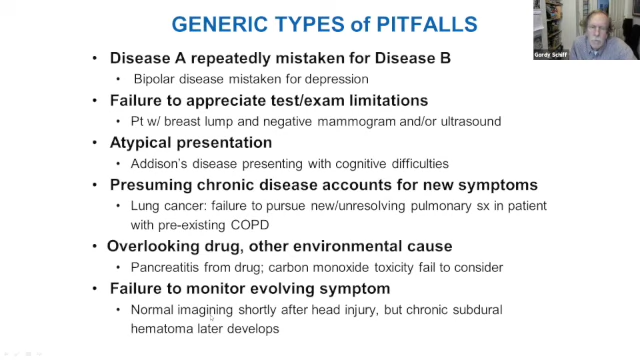 GENERIC TYPES of PITFALLS
• Disease A repeatedly mistaken for Disease B
• Bipolar disease mistaken for depression
• Failure to appreciate test/exam limitations
• Pt w/ breast lump and negative mammogram and/or ultrasound
• Atypical presentation
• Addison's disease presenting with cognitive difficulties
• Presuming chronic disease accounts for new symptoms
• Lung cancer: failure to pursue new/unresolving pulmonary sx in patient
with pre-existing COPD
• Overlooking drug, other environmental cause
• Pancreatitis from drug; carbon monoxide toxicity fail to consider
• Failure to monitor evolving symptom
• Normal imagining shortly after head injury, but chronic subdural
hematoma later develops
Gordy Schiff